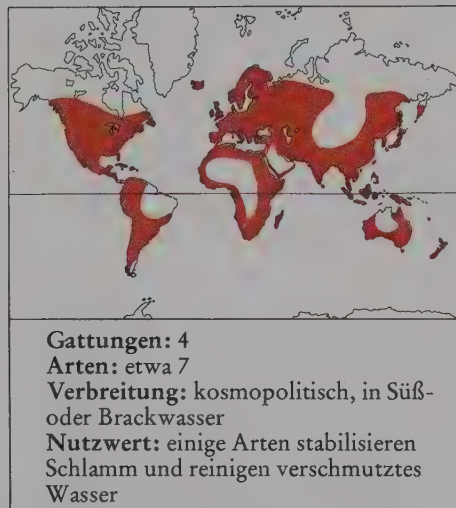 Gattungen: 4
Arten: etwa 7
Verbreitung: kosmopolitisch, in Süß-
oder Brackwasser
Nutzwert: einige Arten stabilisieren
Schlamm und reinigen verschmutztes
Wasser